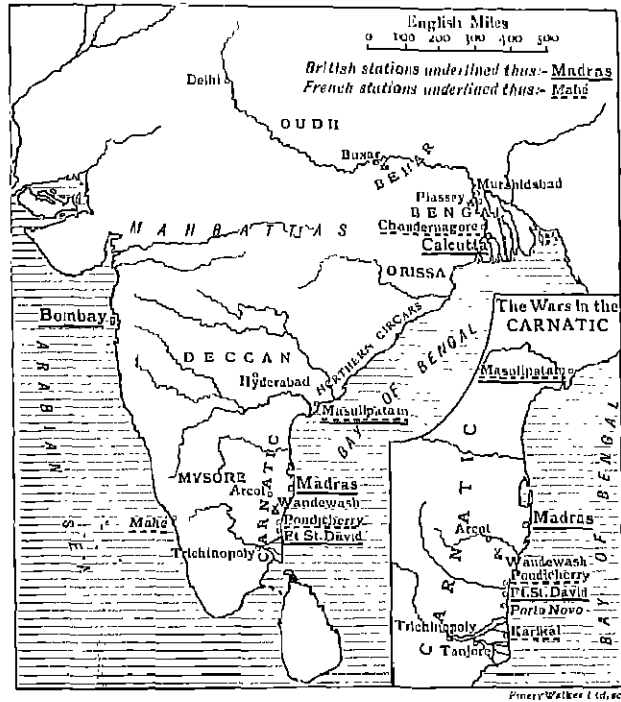 English Miles
0 100 200 300 400 500
British stations underlined thus:- Madras
French stations underlined thus:- Mahé
Delhi
OUDH
Buxar
BEHAR
Murshidabad
Plassey
BENGAL
Chandernagore
Calcutta
MAHRATTAS
ORISSA
Bombay
DECCAN
Hyderabad
NORTHERN CIRCARS
BAY OF BENGAL
Masulipatam
ARABIAN SEA
MYSORE
CARNATIC
Arcot
Madras
Wandewash
Pondicherry
Ft St. David
Mahé
Trichinopoly
The Wars in the
CARNATIC
Masulipatam
CARNATIC
BAY OF BENGAL
Arcot
Madras
Wandewash
Pondicherry
Ft. St. David
Porto Novo
Trichinopoly
Karikal
Tanjore
Emery Walker Ltd. sc.